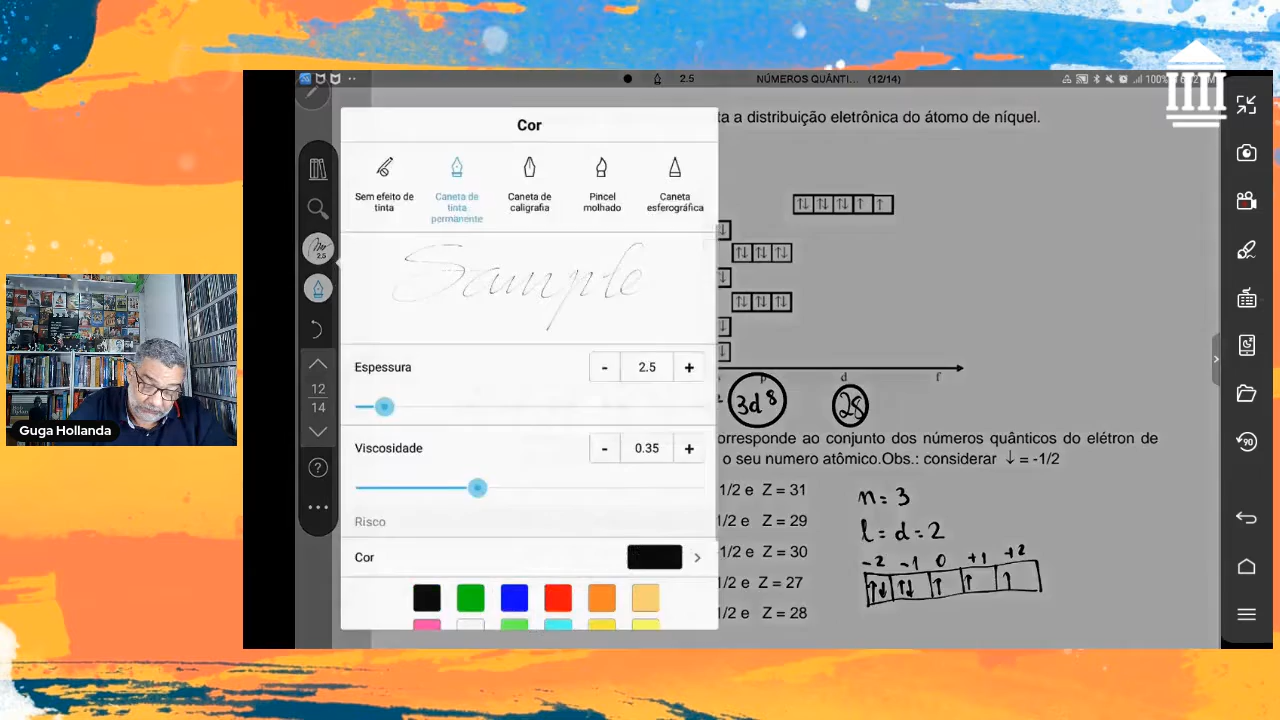 2.5 NÚMEROS QUÂNTI... (12/14) 100%
ta a distribuição eletrônica do átomo de níquel.
Cor
Sem efeito de tinta
Caneta de tinta permanente
Caneta de caligrafia
Pincel molhado
Caneta esferográfica
Sample
Espessura - 2.5 +
Viscosidade - 0.35 +
Risco
Cor
2.5
12
14
?
↑↓ ↑↓ ↑↓ ↑ ↑
↑↓ ↑↓ ↑↓
↑↓ ↑↓ ↑↓
p d f
3d⁸ 28
orresponde ao conjunto dos números quânticos do elétron de
o seu numero atômico.Obs.: considerar ↓ = -1/2
1/2 e Z = 31
1/2 e Z = 29
1/2 e Z = 30
1/2 e Z = 27
1/2 e Z = 28
n = 3
l = d = 2
-2 -1 0 +1 +2
↑↓ ↑↓ ↑ ↑ ↑
Guga Hollanda
90